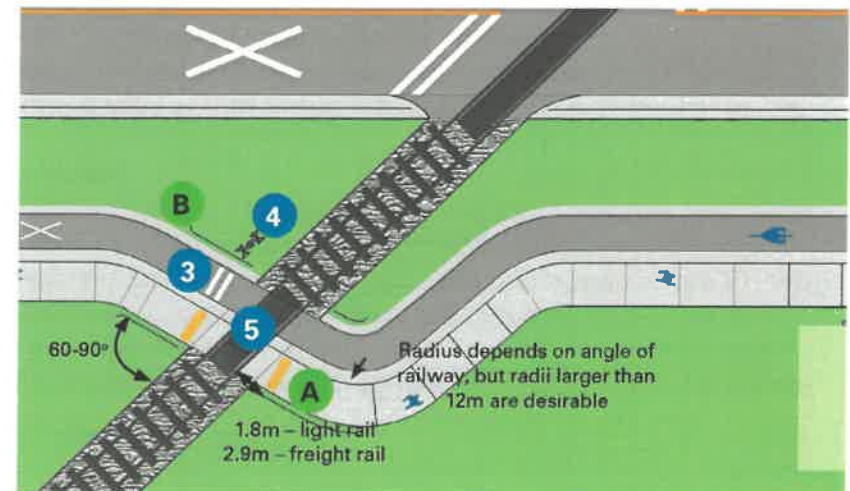 B
4
3
5
60-90°
A
Radius depends on angle of
railway, but radii larger than
12m are desirable
1.8m – light rail
2.9m – freight rail